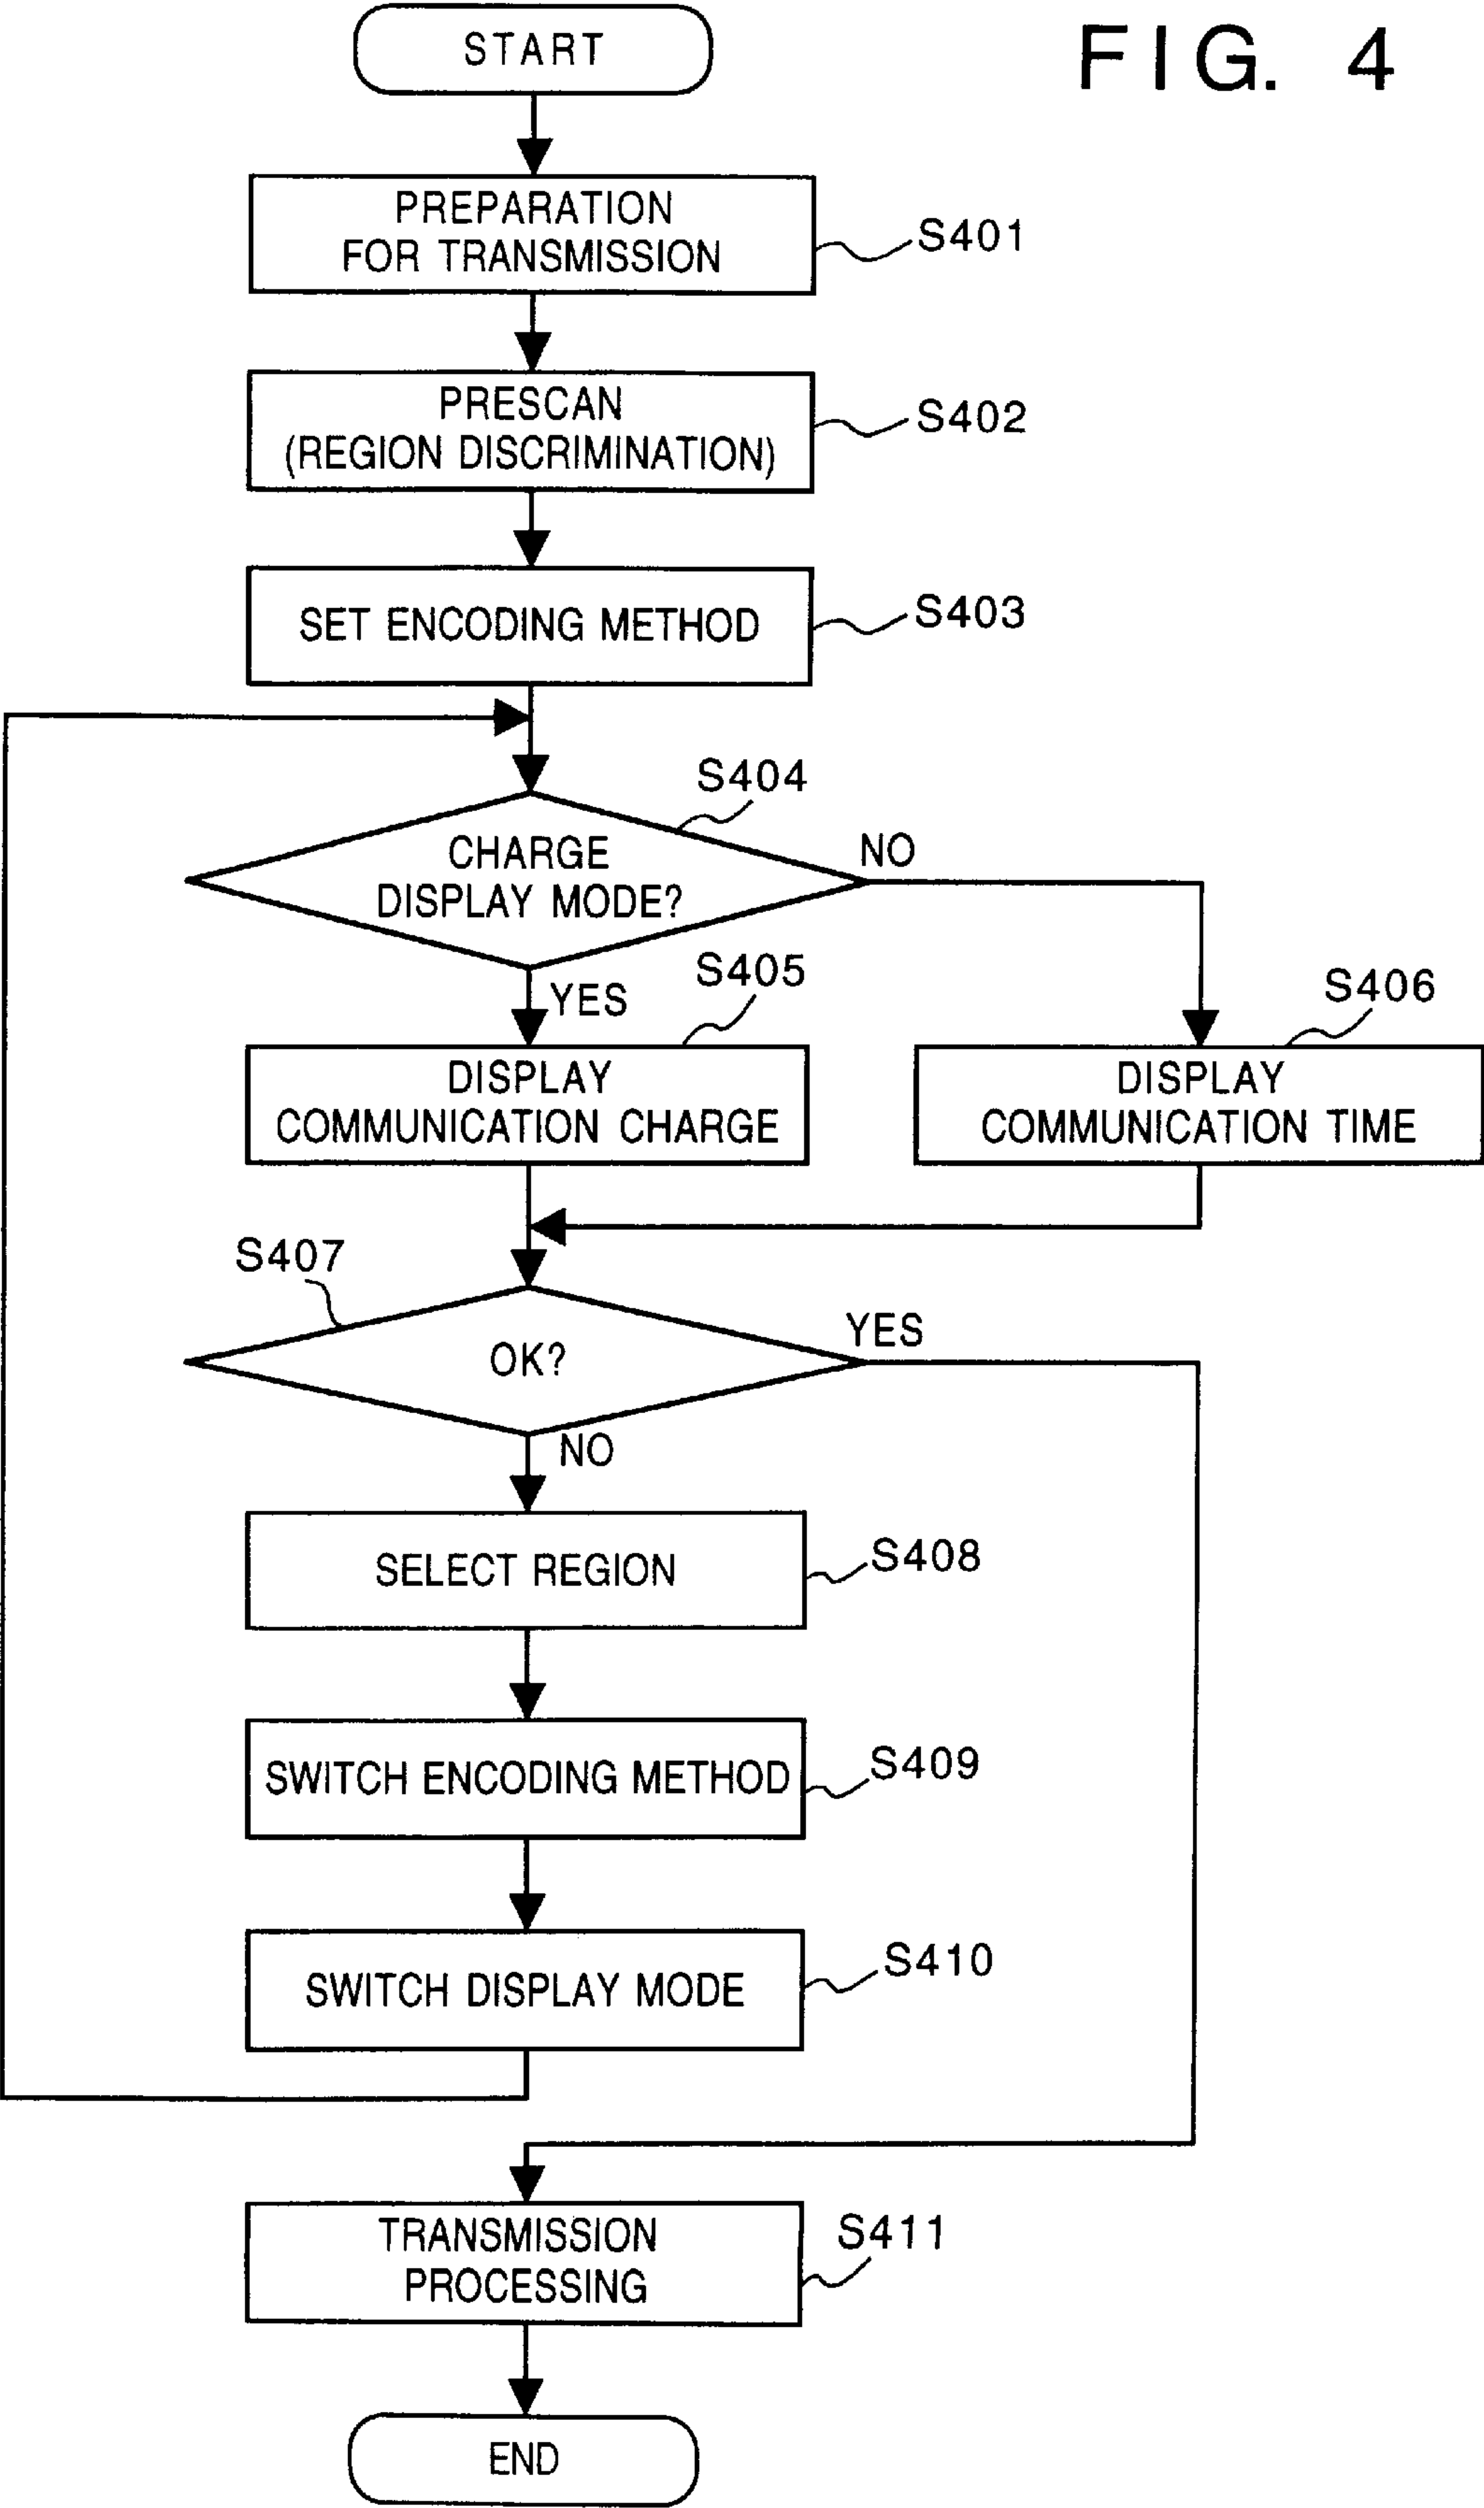 START
FIG. 4
PREPARATION
FOR TRANSMISSION
S401
PRESCAN
(REGION DISCRIMINATION)
S402
SET ENCODING METHOD
S403
S404
CHARGE
DISPLAY MODE?
NO
YES
S405
S406
DISPLAY
COMMUNICATION CHARGE
DISPLAY
COMMUNICATION TIME
S407
OK?
YES
NO
SELECT REGION
S408
SWITCH ENCODING METHOD
S409
SWITCH DISPLAY MODE
S410
TRANSMISSION
PROCESSING
S411
END